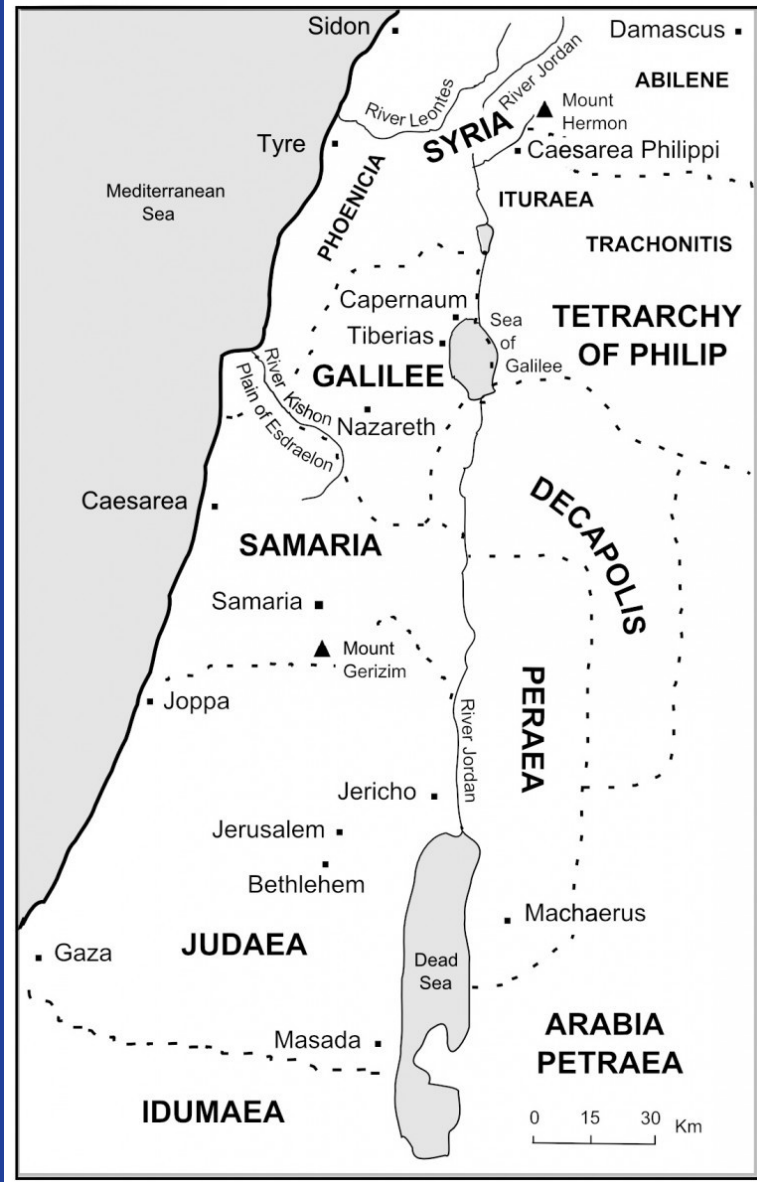 Sidon
Damascus
River Leontes
River Jordan
ABILENE
Mount
Hermon
SYRIA
Tyre
Caesarea Philippi
Mediterranean
Sea
PHOENICIA
ITURAEA
TRACHONITIS
Capernaum
Tiberias
Sea
of
Galilee
TETRARCHY
OF PHILIP
GALILEE
River Kishon
Plain of Esdraelon
Nazareth
Caesarea
DECAPOLIS
SAMARIA
Samaria
Mount
Gerizim
Joppa
PERAEA
River Jordan
Jericho
Jerusalem
Bethlehem
Machaerus
JUDAEA
Gaza
Dead
Sea
Masada
ARABIA
PETRAEA
IDUMAEA
0 15 30 Km